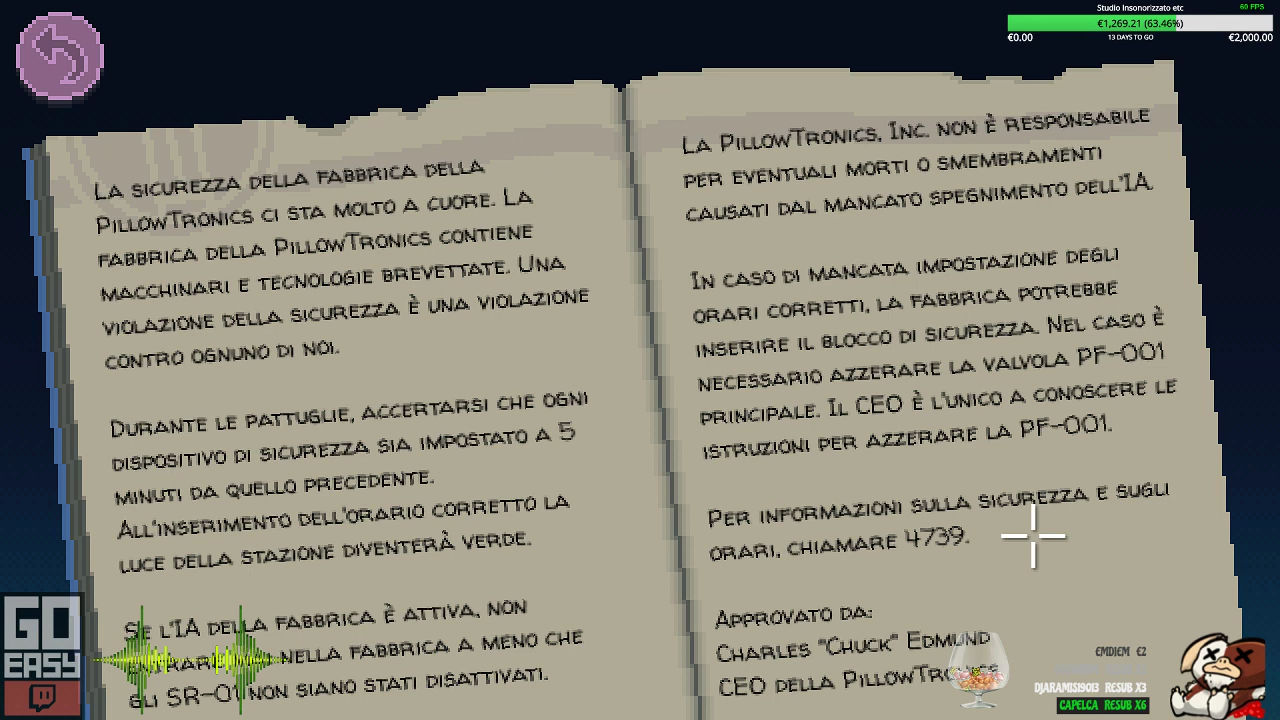 Studio Insonorizzato etc
60 FPS
€1,269.21 (63.46%)
€0.00
13 DAYS TO GO
€2,000.00
La sicurezza della fabbrica della
PillowTronics ci sta molto a cuore. La
fabbrica della PillowTronics contiene
macchinari e tecnologie brevettate. Una
violazione della sicurezza è una violazione
contro ognuno di noi.
Durante le pattuglie, accertarsi che ogni
dispositivo di sicurezza sia impostato a 5
minuti da quello precedente.
All'inserimento dell'orario corretto la
luce della stazione diventerà verde.
Se l'IA della fabbrica è attiva, non
nella fabbrica a meno che
gli SR-01 non siano stati disattivati.
La PillowTronics, Inc. non è responsabile
per eventuali morti o smembramenti
causati dal mancato spegnimento dell'IA.
In caso di mancata impostazione degli
orari corretti, la fabbrica potrebbe
inserire il blocco di sicurezza. Nel caso è
necessario azzerare la valvola PF-001
principale. Il CEO è l'unico a conoscere le
istruzioni per azzerare la PF-001.
Per informazioni sulla sicurezza e sugli
orari, chiamare 4739.
Approvato da:
Charles "Chuck" Edmund
CEO della PillowTronics
GO
EASY
EMDIEM €2
DJARAMIS19013 RESUB X3
CAPELCA RESUB X6